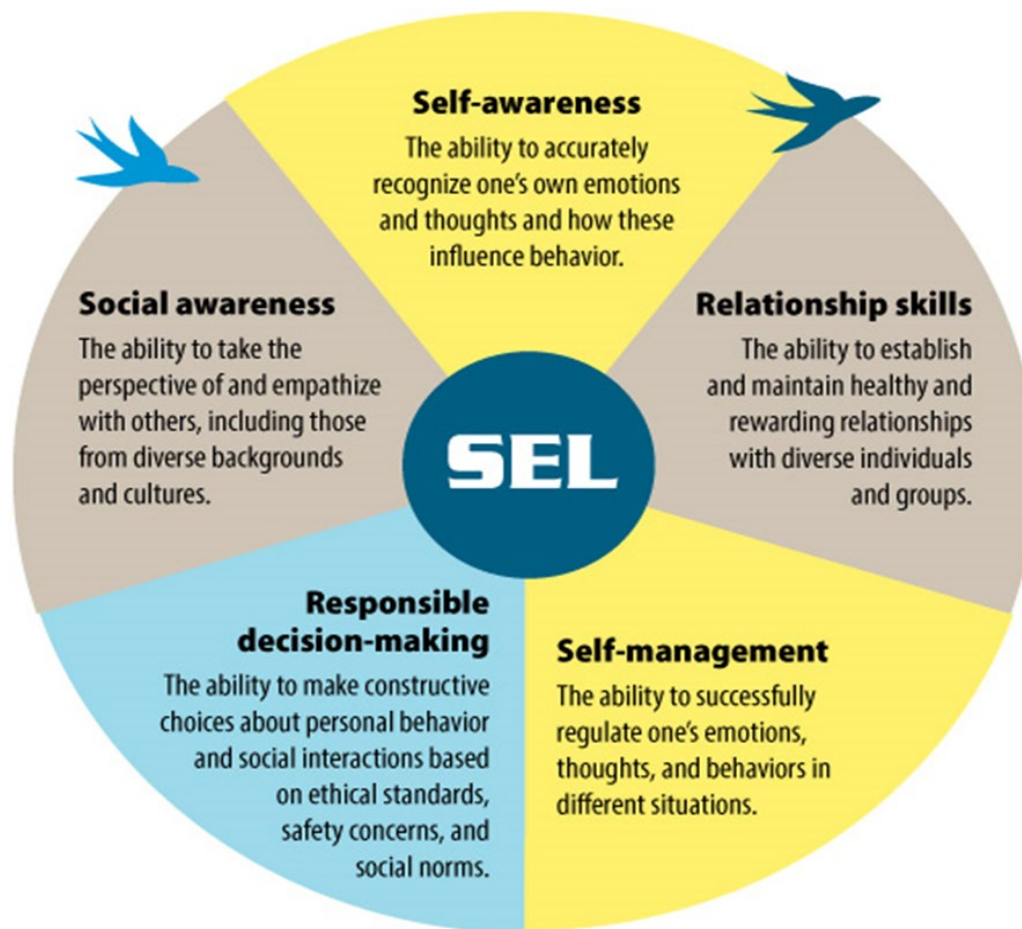 Self-awareness
The ability to accurately
recognize one's own emotions
and thoughts and how these
influence behavior.
Social awareness
The ability to take the
perspective of and empathize
with others, including those
from diverse backgrounds
and cultures.
Relationship skills
The ability to establish
and maintain healthy and
rewarding relationships
with diverse individuals
and groups.
SEL
Responsible
decision-making
The ability to make constructive
choices about personal behavior
and social interactions based
on ethical standards,
safety concerns, and
social norms.
Self-management
The ability to successfully
regulate one's emotions,
thoughts, and behaviors in
different situations.